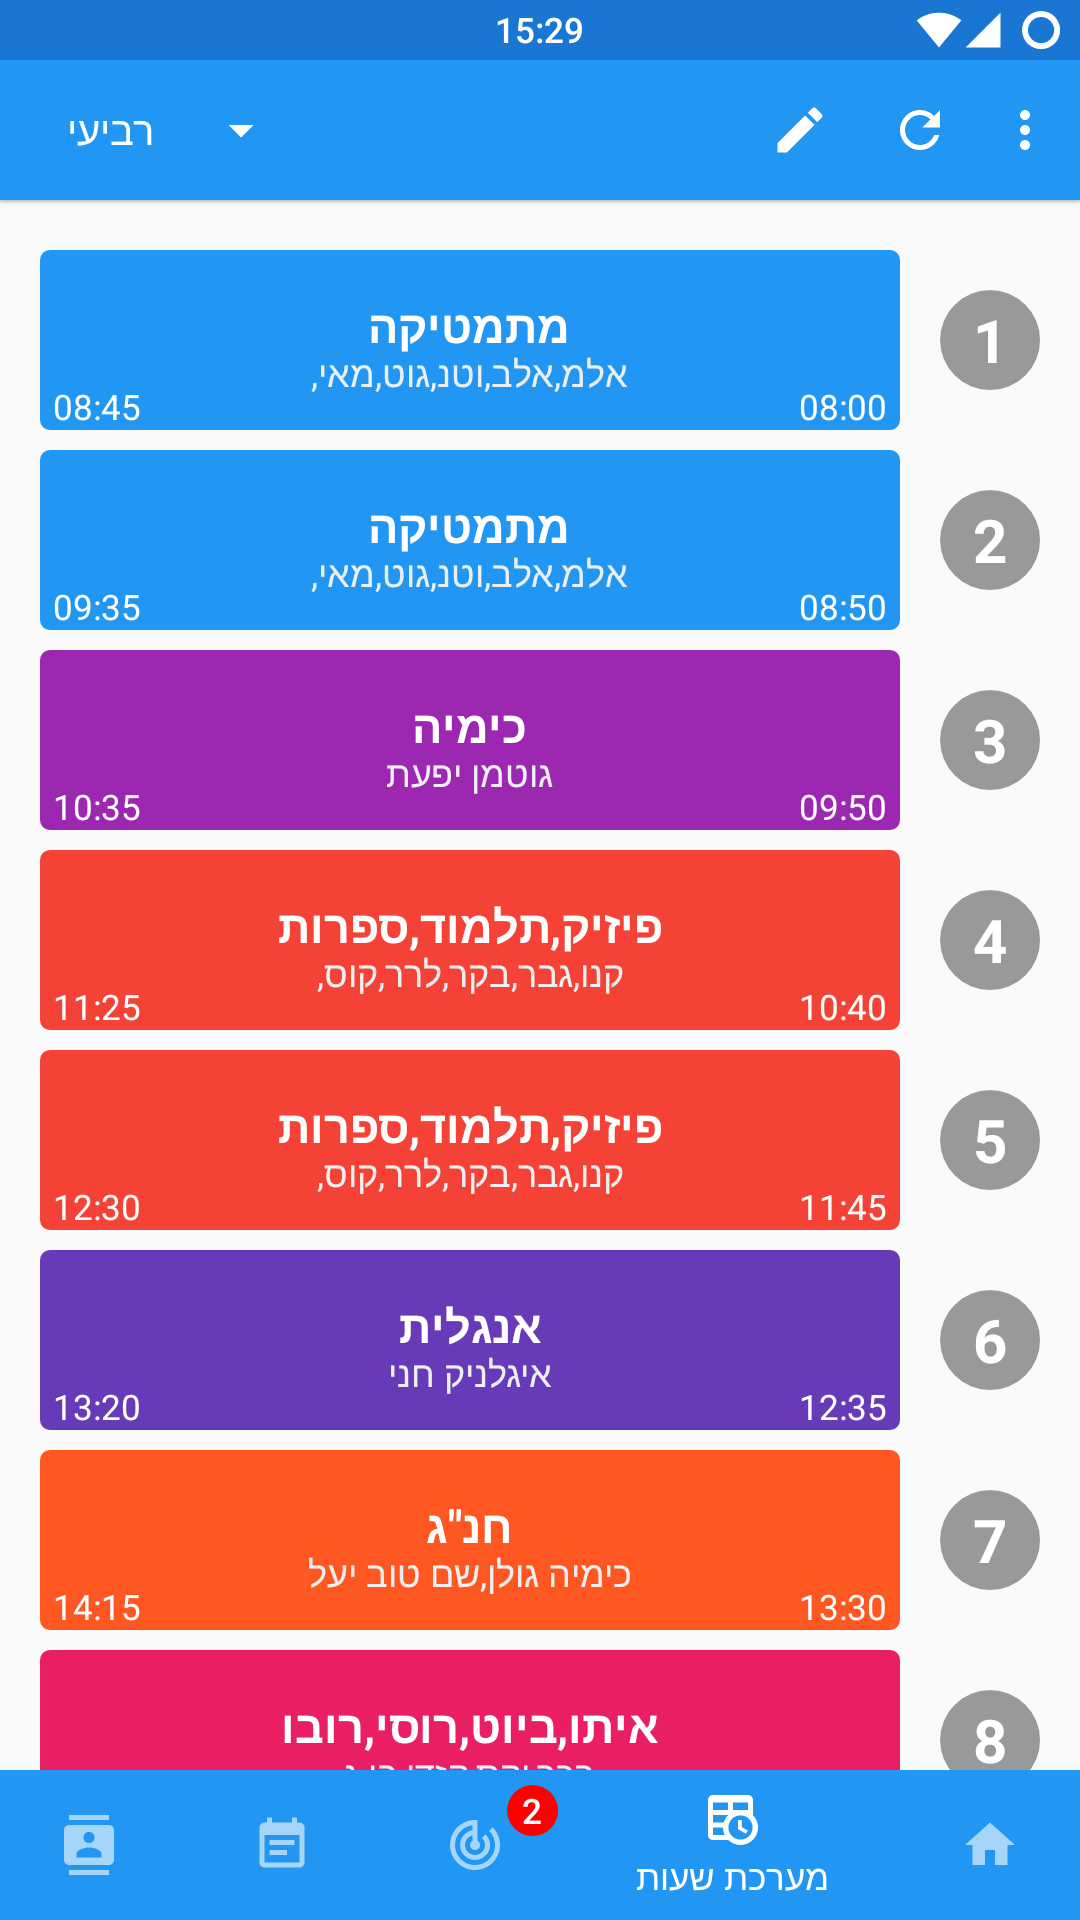 15:29
רביעי
מתמטיקה
אלמ,אלב,וטנ,גוט,מאי,
08:00
08:45
1
מתמטיקה
אלמ,אלב,וטנ,גוט,מאי,
08:50
09:35
2
כימיה
גוטמן יפעת
09:50
10:35
3
פיזיק,תלמוד,ספרות
קנו,גבר,בקר,לרר,קוס,
10:40
11:25
4
פיזיק,תלמוד,ספרות
קנו,גבר,בקר,לרר,קוס,
11:45
12:30
5
אנגלית
איגלניק חני
12:35
13:20
6
חנ"ג
כימיה גולן,שם טוב יעל
13:30
14:15
7
איתו,ביוט,רוסי,רובו
8
2
מערכת שעות